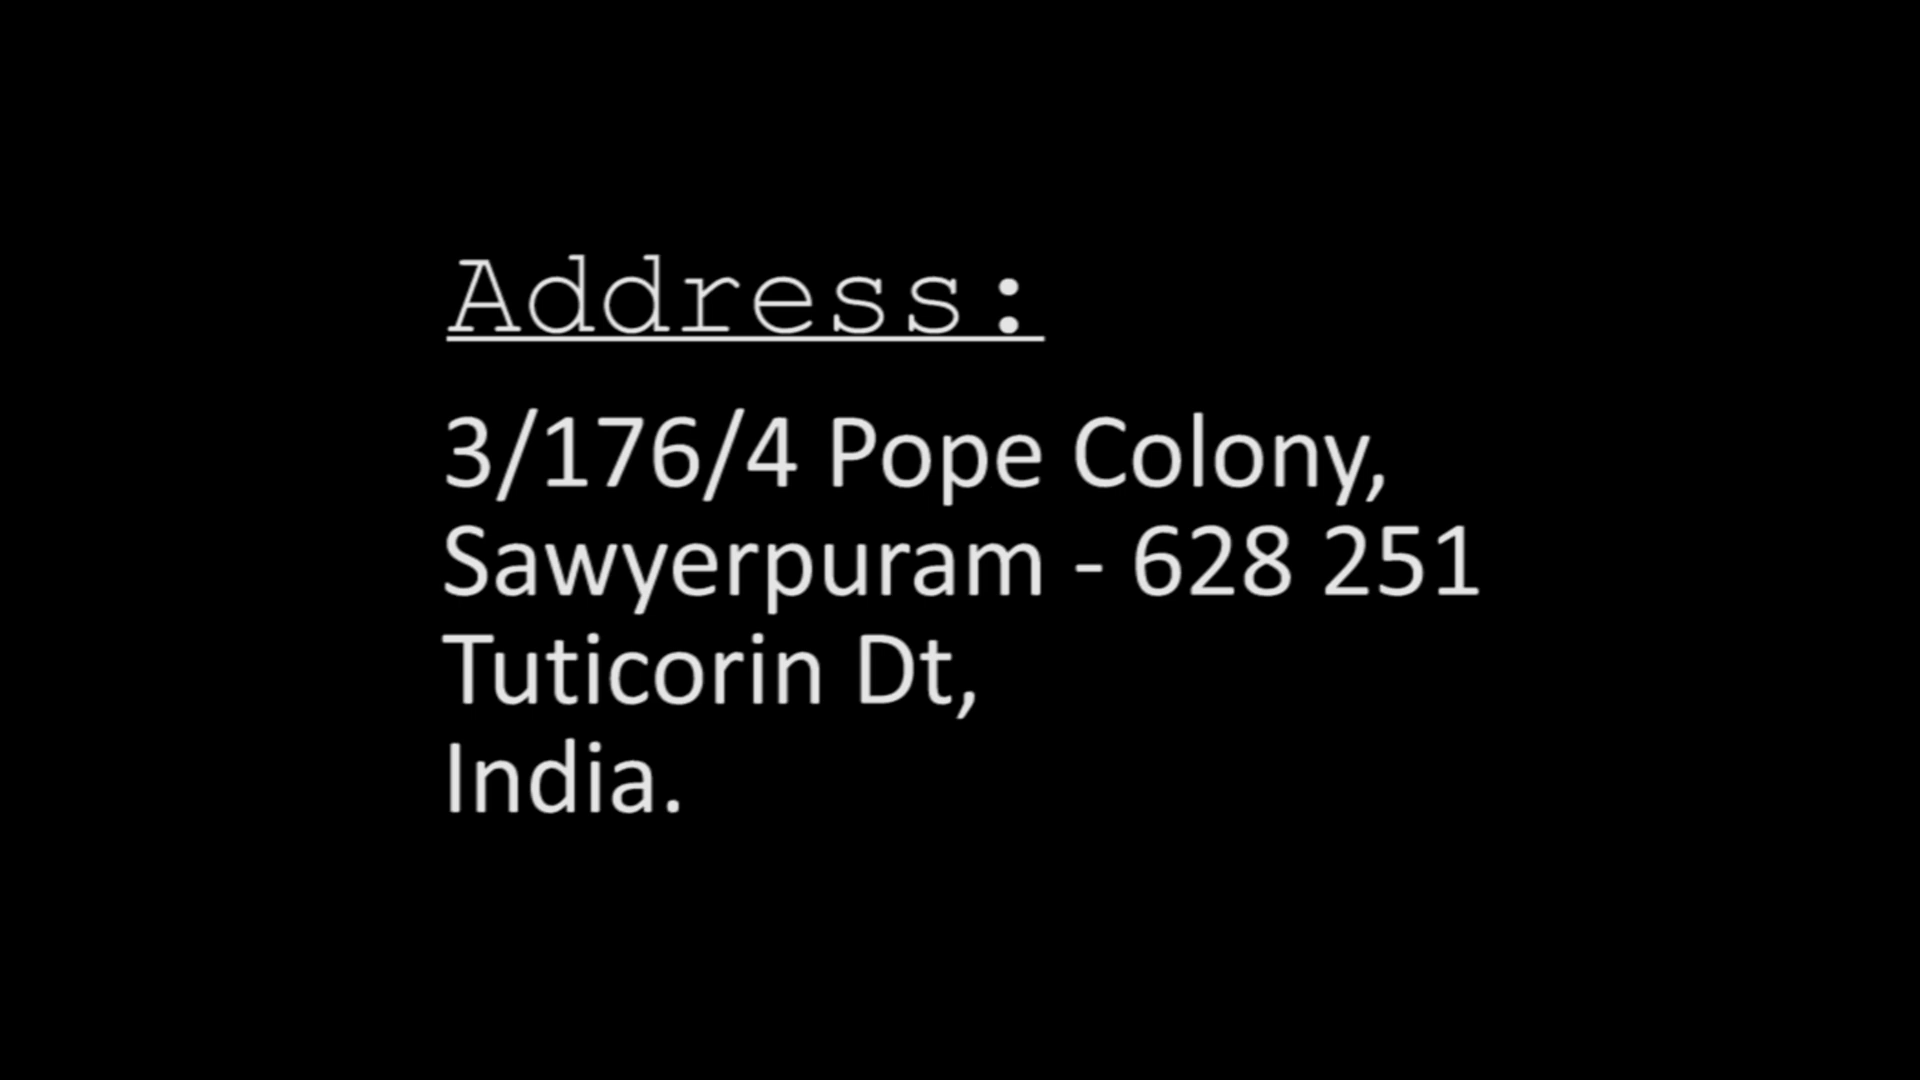 Address:
3/176/4 Pope Colony,
Sawyerpuram - 628 251
Tuticorin Dt,
India.